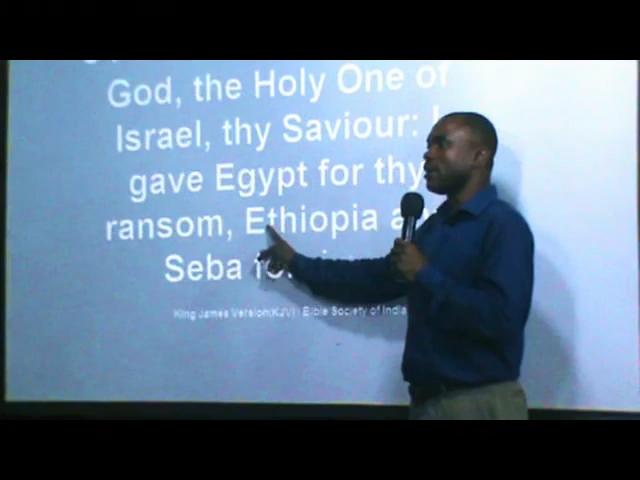 God, the Holy One of
Israel, thy Saviour: I
gave Egypt for thy
ransom, Ethiopia
Seba
King James Version(KJV) Bible Society of India